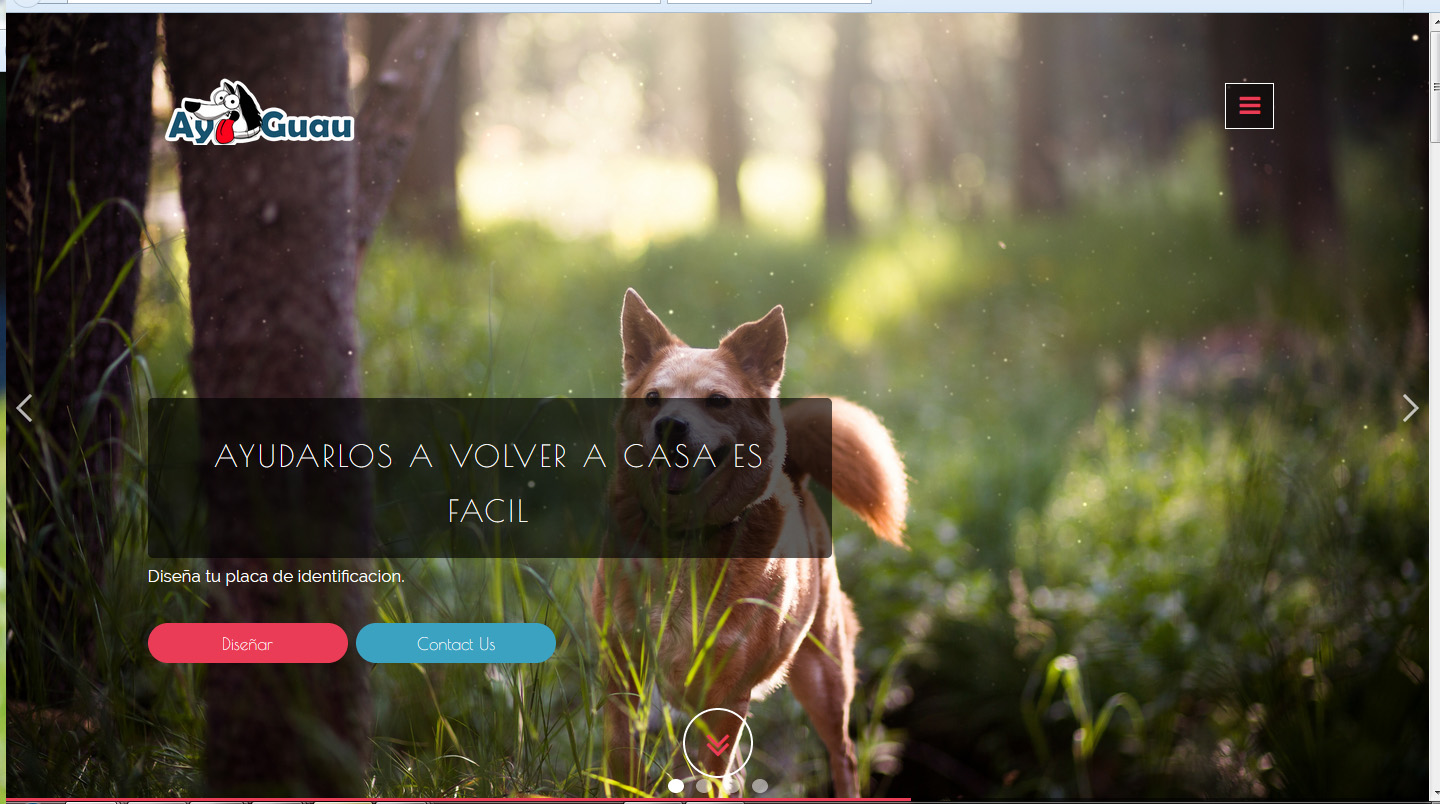 Ay Guau
AYUDARLOS A VOLVER A CASA ES
FACIL
Diseña tu placa de identificacion.
Diseñar
Contact Us